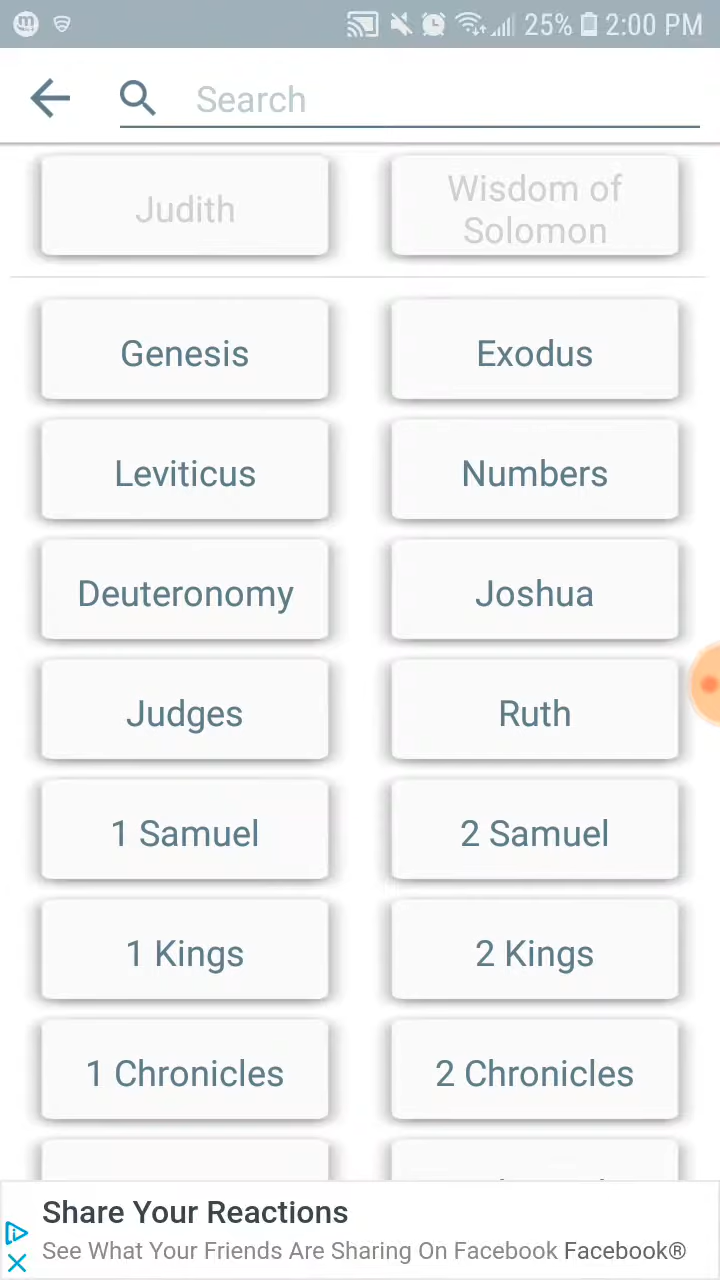 25% 2:00 PM
Search
Judith
Wisdom of
Solomon
Genesis
Exodus
Leviticus
Numbers
Deuteronomy
Joshua
Judges
Ruth
1 Samuel
2 Samuel
1 Kings
2 Kings
1 Chronicles
2 Chronicles
Share Your Reactions
See What Your Friends Are Sharing On Facebook Facebook®